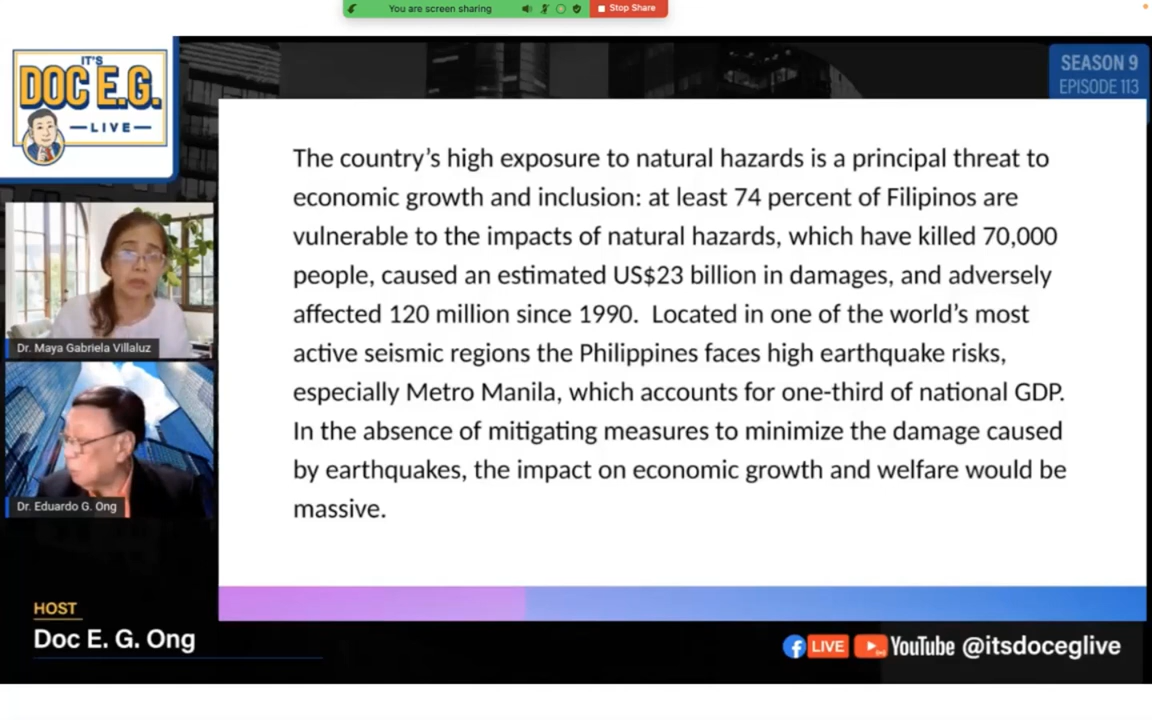 You are screen sharing
Stop Share
IT'S
DOC E.G.
LIVE
SEASON 9
EPISODE 113
The country's high exposure to natural hazards is a principal threat to
economic growth and inclusion: at least 74 percent of Filipinos are
vulnerable to the impacts of natural hazards, which have killed 70,000
people, caused an estimated US$23 billion in damages, and adversely
affected 120 million since 1990.  Located in one of the world's most
active seismic regions the Philippines faces high earthquake risks,
especially Metro Manila, which accounts for one-third of national GDP.
In the absence of mitigating measures to minimize the damage caused
by earthquakes, the impact on economic growth and welfare would be
massive.
Dr. Maya Gabriela Villaluz
Dr. Eduardo G. Ong
HOST
Doc E. G. Ong
LIVE
YouTube @itsdoceglive